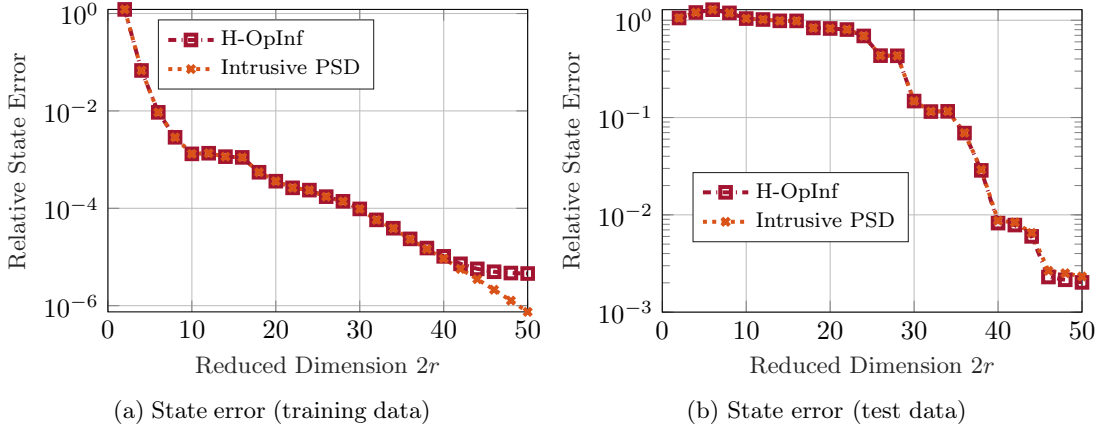 10^0
10^−2
10^−4
10^−6
Relative State Error
H-OpInf
Intrusive PSD
0 10 20 30 40 50
Reduced Dimension 2r
(a) State error (training data)
10^0
10^−1
10^−2
10^−3
Relative State Error
H-OpInf
Intrusive PSD
0 10 20 30 40 50
Reduced Dimension 2r
(b) State error (test data)